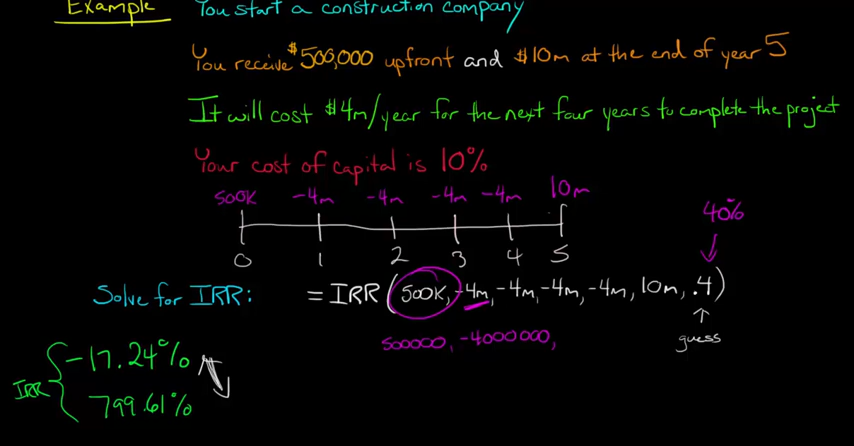 Example You start a construction company
You receive $500,000 upfront and $10m at the end of year 5
It will cost $4m/year for the next four years to complete the project
Your cost of capital is 10%
500K -4m -4m -4m -4m 10m
0 1 2 3 4 5
40%
Solve for IRR: = IRR ( 500K, -4m, -4m, -4m, -4m, 10m, .4 )
500000, -4000000,
guess
IRR { -17.24%
799.61%